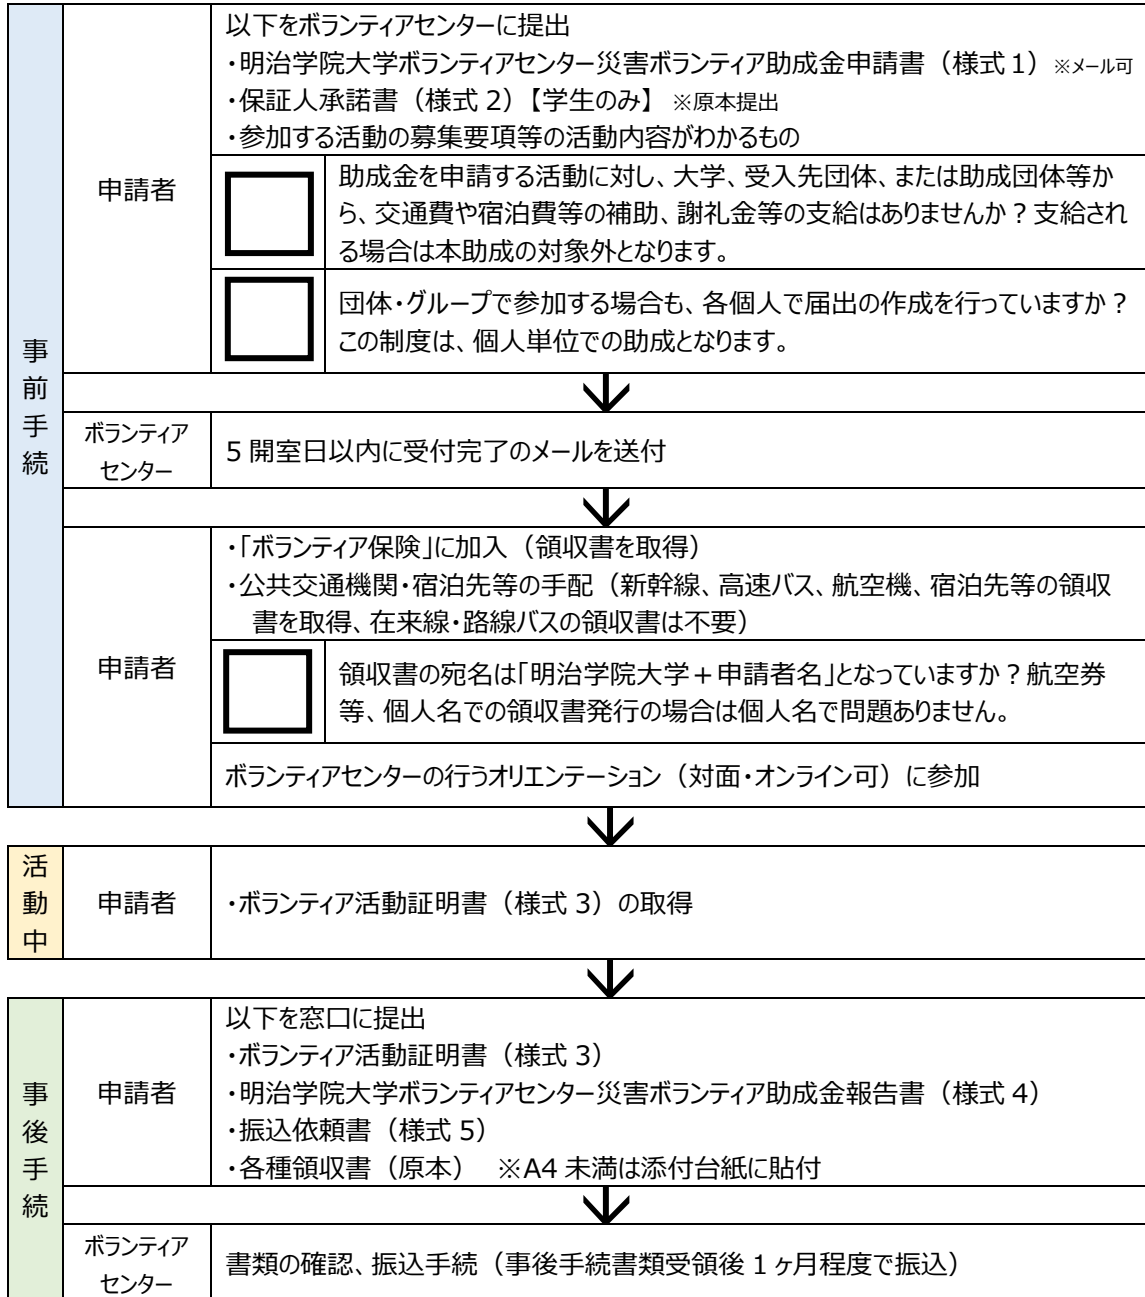 以下をボランティアセンターに提出
・明治学院大学ボランティアセンター災害ボランティア助成金申請書（様式 1）※メール可
・保証人承諾書（様式 2）【学生のみ】 ※原本提出
・参加する活動の募集要項等の活動内容がわかるもの
申請者
助成金を申請する活動に対し、大学、受入先団体、または助成団体等か
ら、交通費や宿泊費等の補助、謝礼金等の支給はありませんか？支給され
る場合は本助成の対象外となります。
団体・グループで参加する場合も、各個人で届出の作成を行っていますか？
この制度は、個人単位での助成となります。
事
前
手
続
ボランティア
センター
5 開室日以内に受付完了のメールを送付
・「ボランティア保険」に加入（領収書を取得）
・公共交通機関・宿泊先等の手配（新幹線、高速バス、航空機、宿泊先等の領収
書を取得、在来線・路線バスの領収書は不要）
申請者
領収書の宛名は「明治学院大学＋申請者名」となっていますか？航空券
等、個人名での領収書発行の場合は個人名で問題ありません。
ボランティアセンターの行うオリエンテーション（対面・オンライン可）に参加
活
動
中
申請者
・ボランティア活動証明書（様式 3）の取得
以下を窓口に提出
・ボランティア活動証明書（様式 3）
・明治学院大学ボランティアセンター災害ボランティア助成金報告書（様式 4）
・振込依頼書（様式 5）
・各種領収書（原本） ※A4 未満は添付台紙に貼付
申請者
事
後
手
続
ボランティア
センター
書類の確認、振込手続（事後手続書類受領後 1 ヶ月程度で振込）